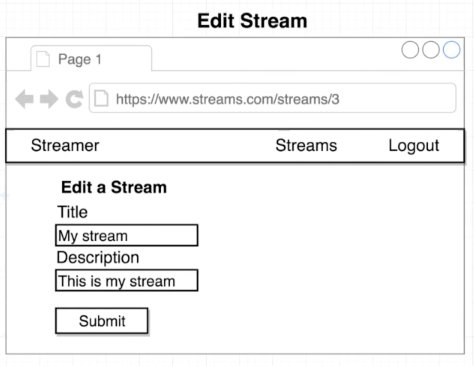 Edit Stream
Page 1
https://www.streams.com/streams/3
Streamer Streams Logout
Edit a Stream
Title
My stream
Description
This is my stream
Submit